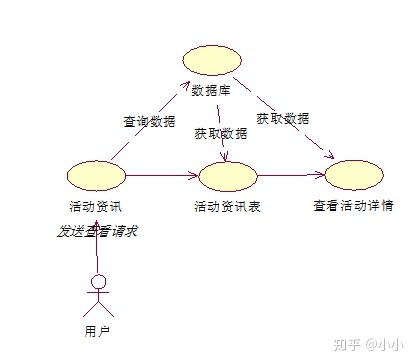 数据库
查询数据
获取数据
获取数据
活动资讯
活动资讯表
查看活动详情
发送查看请求
用户
知乎 @小小